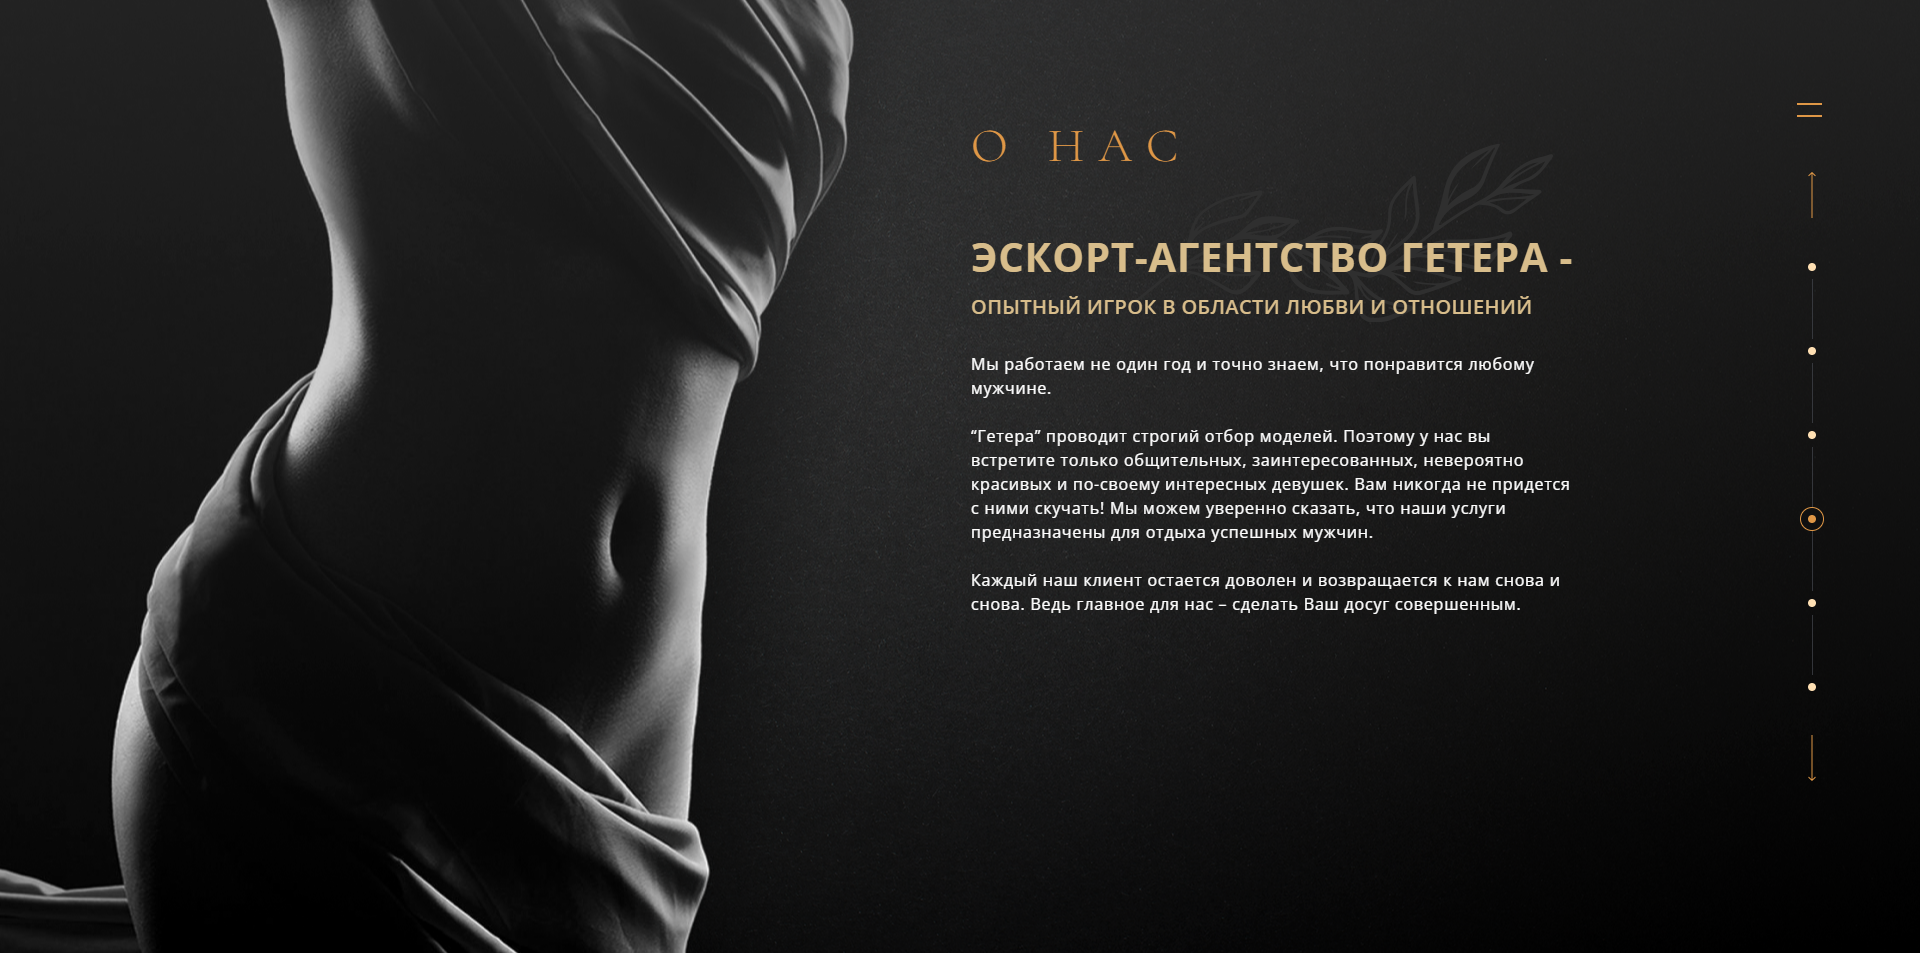 О НАС
ЭСКОРТ-АГЕНТСТВО ГЕТЕРА -
ОПЫТНЫЙ ИГРОК В ОБЛАСТИ ЛЮБВИ И ОТНОШЕНИЙ
Мы работаем не один год и точно знаем, что понравится любому
мужчине.
“Гетера” проводит строгий отбор моделей. Поэтому у нас вы
встретите только общительных, заинтересованных, невероятно
красивых и по-своему интересных девушек. Вам никогда не придется
с ними скучать! Мы можем уверенно сказать, что наши услуги
предназначены для отдыха успешных мужчин.
Каждый наш клиент остается доволен и возвращается к нам снова и
снова. Ведь главное для нас – сделать Ваш досуг совершенным.